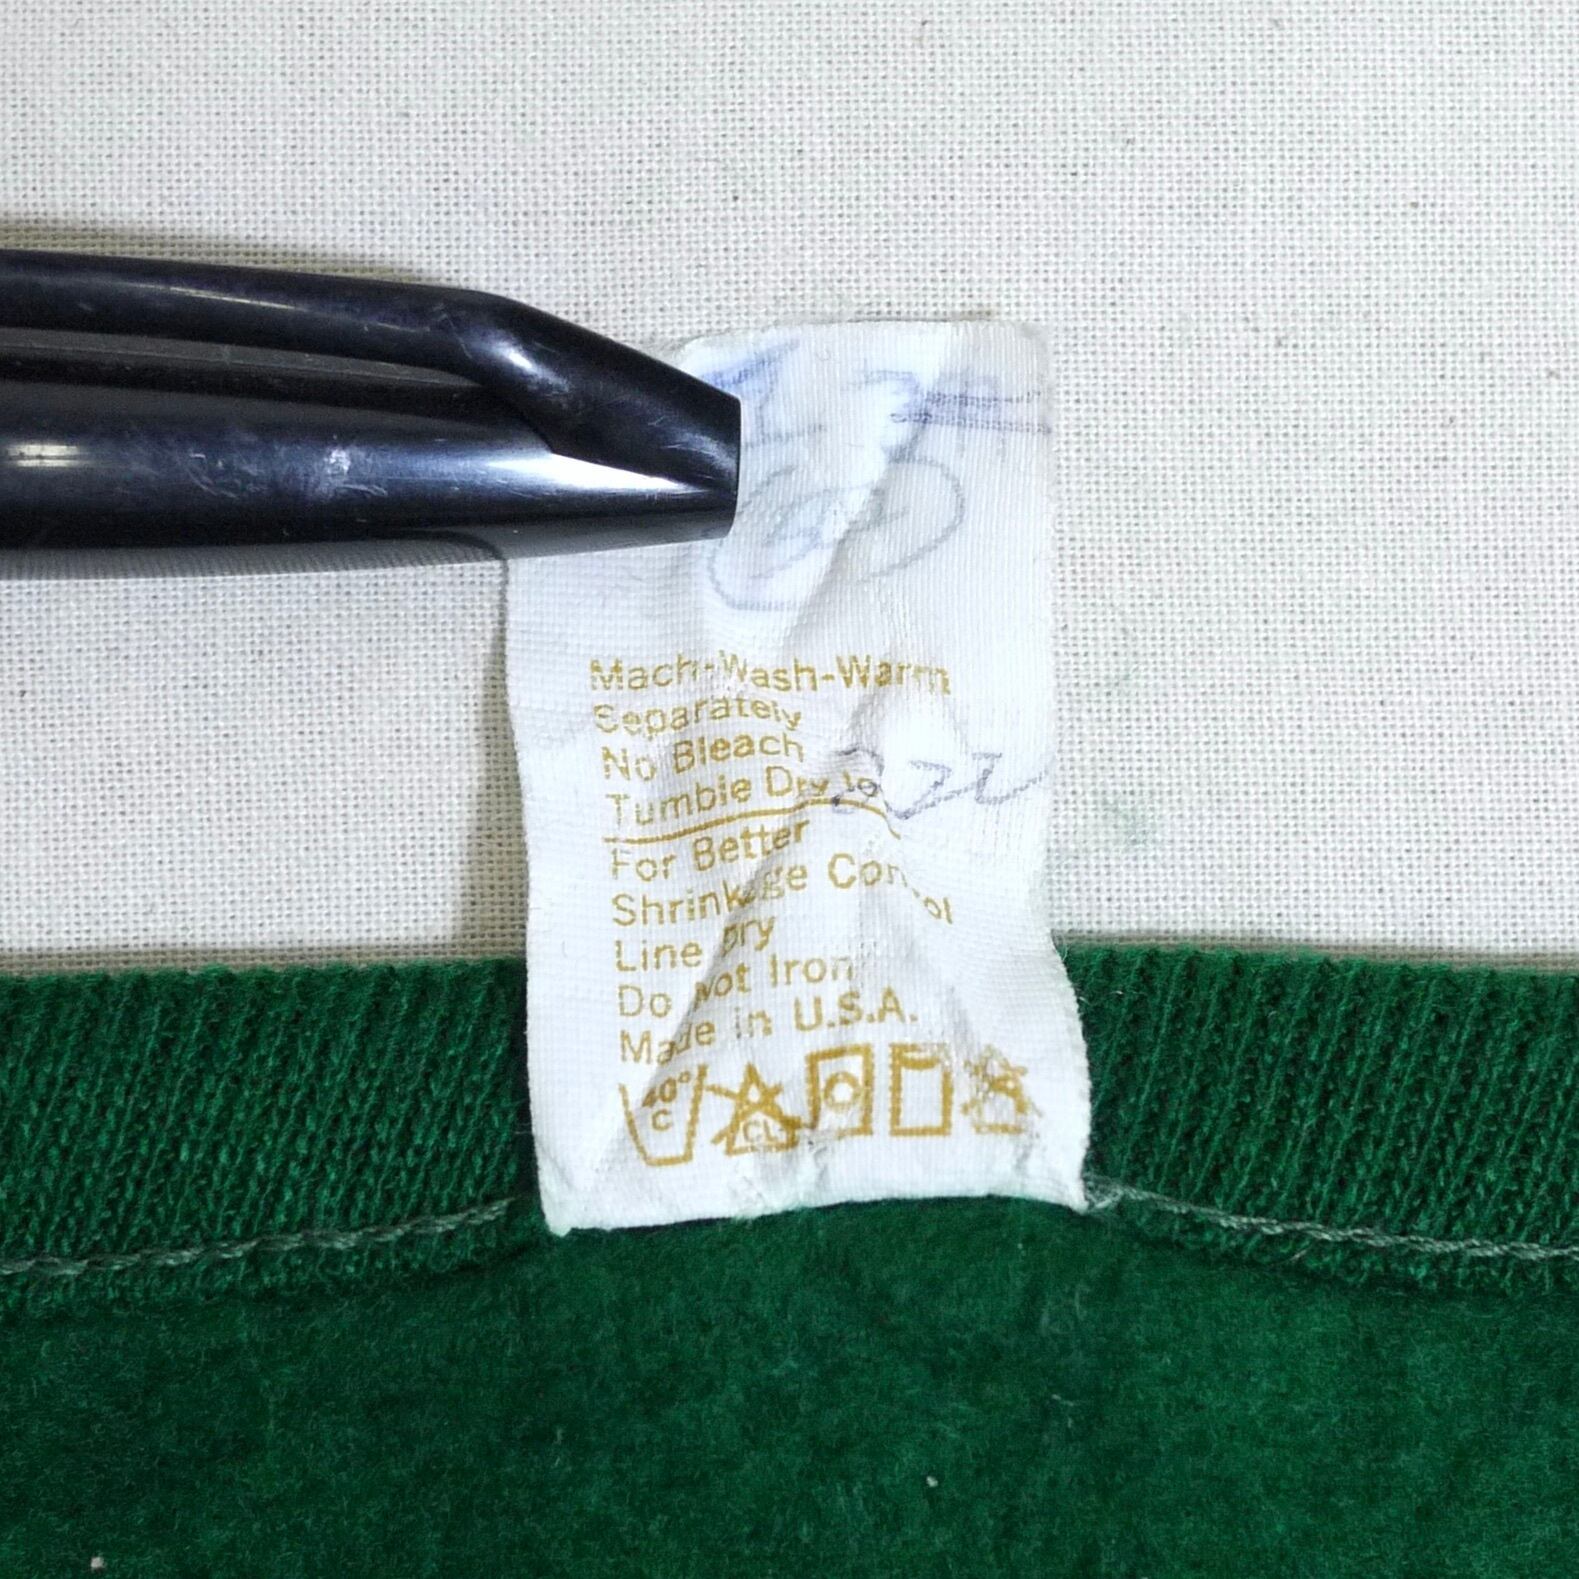 Mach-Wash-Warm
Separately
No Bleach
Tumble Dry
For Better
Shrinkage Control
Line Dry
Do Not Iron
Made in U.S.A.
40°
C
CL